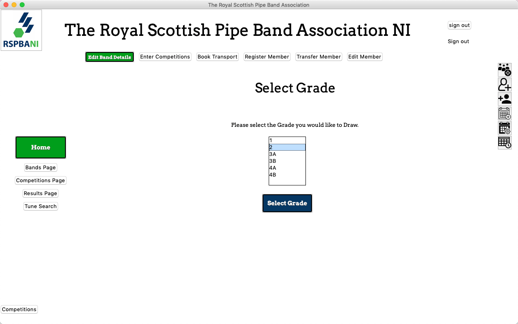 The Royal Scottish Pipe Band Association
RSPBANI
The Royal Scottish Pipe Band Association NI
sign out
Sign out
Edit Band Details
Enter Competitions
Book Transport
Register Member
Transfer Member
Edit Member
Select Grade
Please select the Grade you would like to Draw.
1
2
3A
3B
4A
4B
Select Grade
Home
Bands Page
Competitions Page
Results Page
Tune Search
Competitions